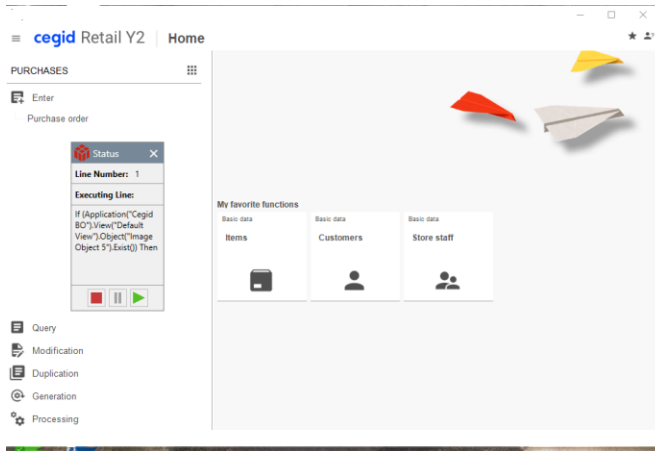 cegid Retail Y2 Home
PURCHASES
Enter
Purchase order
Status
Line Number: 1
Executing Line:
If (Application("Cegid
BO").View("Default
View").Object("Image
Object 5").Exist()) Then
Query
Modification
Duplication
Generation
Processing
My favorite functions
Basic data
Items
Basic data
Customers
Basic data
Store staff